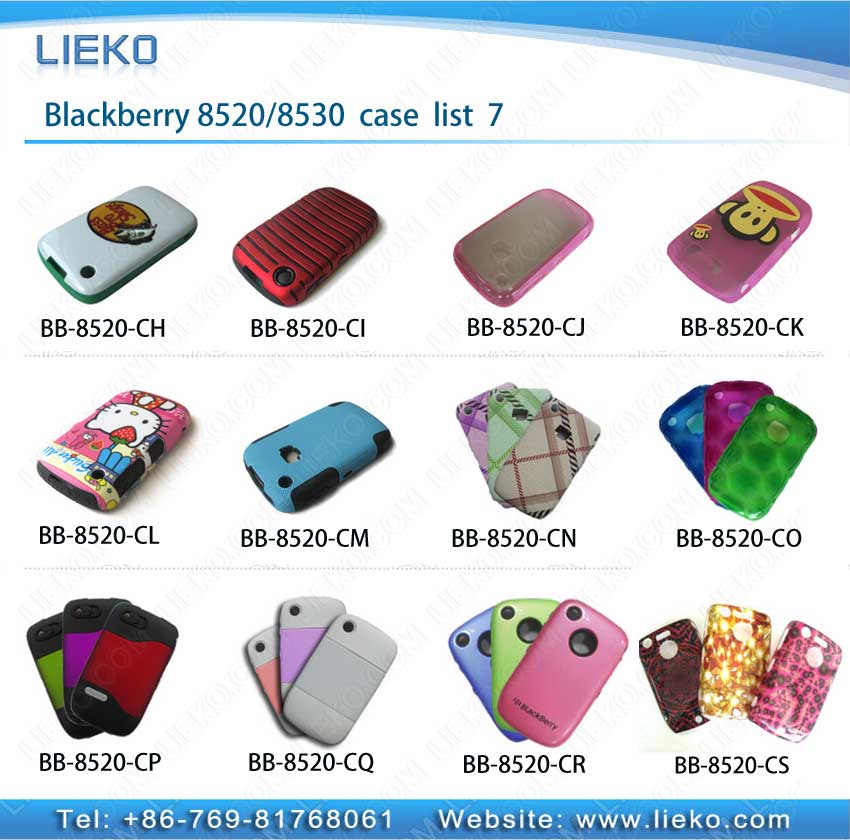 LIEKO
Blackberry 8520/8530 case list 7
BB-8520-CH BB-8520-CI BB-8520-CJ BB-8520-CK
BB-8520-CL BB-8520-CM BB-8520-CN BB-8520-CO
BlackBerry
BB-8520-CP BB-8520-CQ BB-8520-CR BB-8520-CS
Tel: +86-769-81768061 Website: www.lieko.com